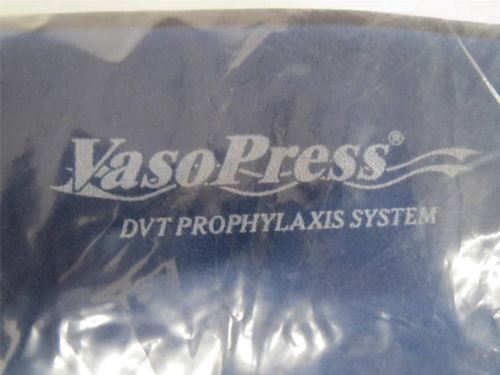 VasoPress®
DVT PROPHYLAXIS SYSTEM